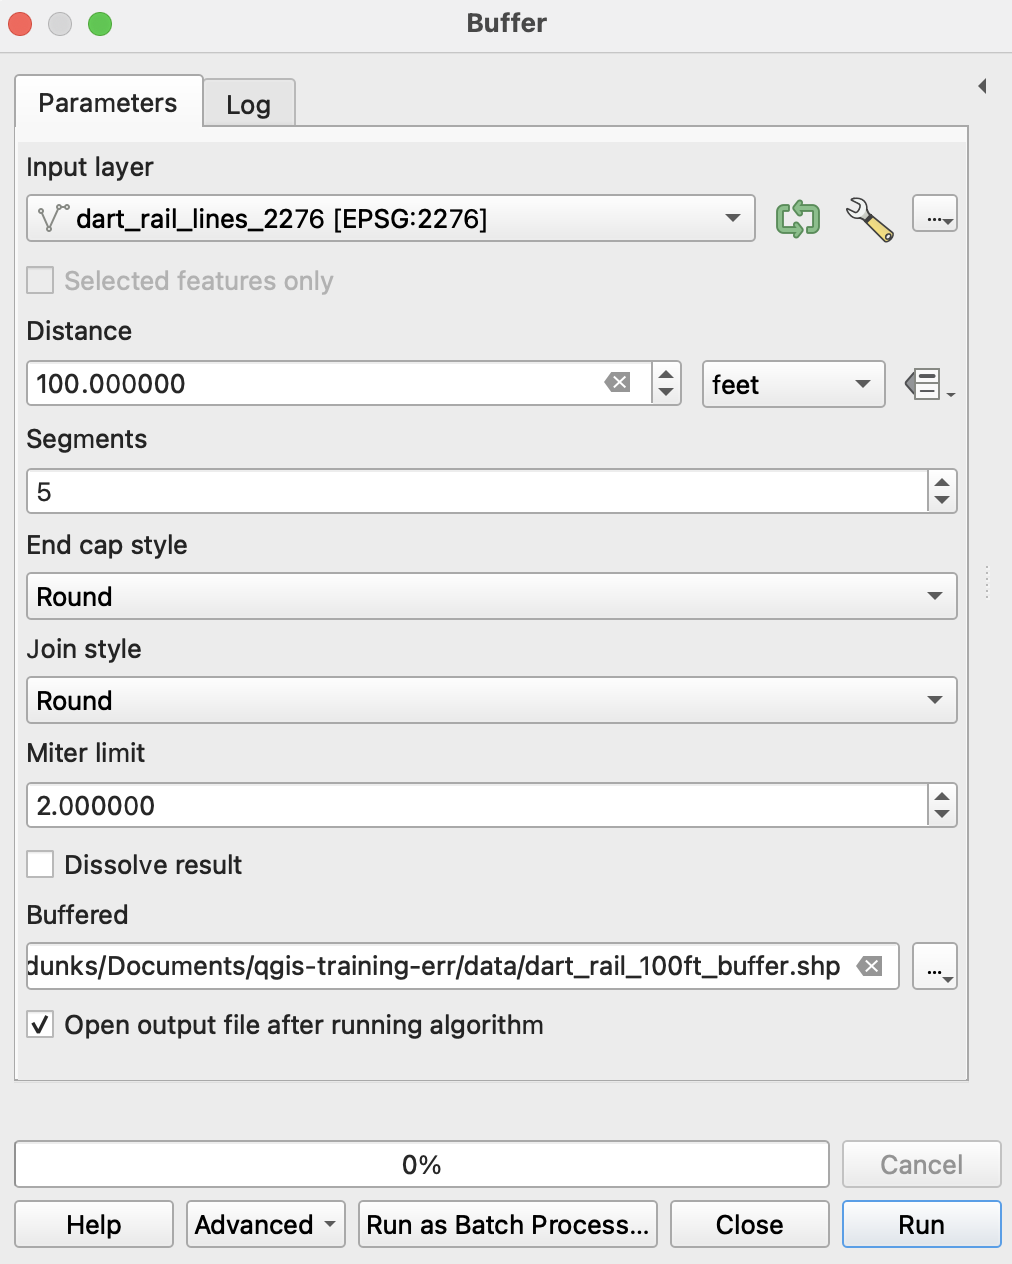 Buffer
Parameters
Log
Input layer
dart_rail_lines_2276 [EPSG:2276]
...
Selected features only
Distance
100.000000
feet
Segments
5
End cap style
Round
Join style
Round
Miter limit
2.000000
Dissolve result
Buffered
dunks/Documents/qgis-training-err/data/dart_rail_100ft_buffer.shp
...
Open output file after running algorithm
0%
Cancel
Help
Advanced
Run as Batch Process...
Close
Run